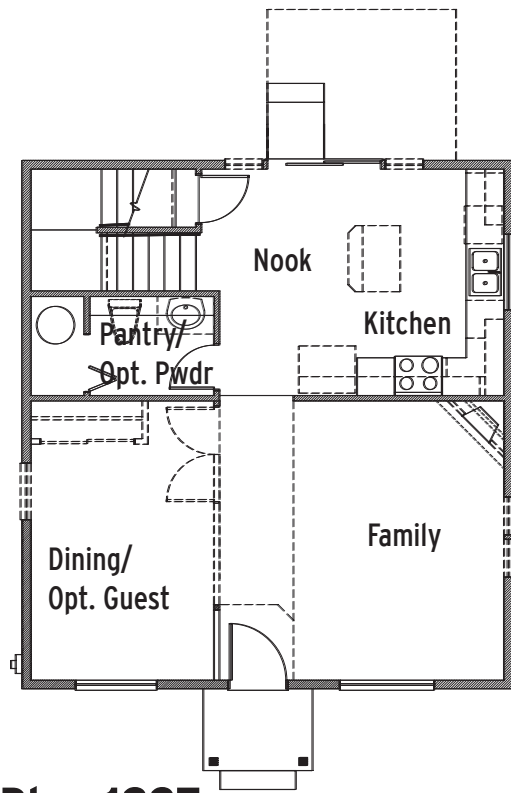 Nook
Kitchen
Pantry/
Opt. Pwdr
Family
Dining/
Opt. Guest